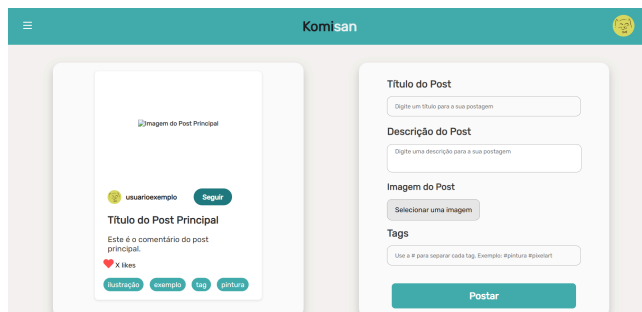 Komisan
Imagem do Post Principal
usuarioexemplo
Seguir
Título do Post Principal
Este é o comentário do post
principal.
X likes
ilustração exemplo tag pintura
Título do Post
Digite um título para a sua postagem
Descrição do Post
Digite uma descrição para a sua postagem
Imagem do Post
Selecionar uma imagem
Tags
Use a # para separar cada tag. Exemplo: #pintura #pixelart
Postar